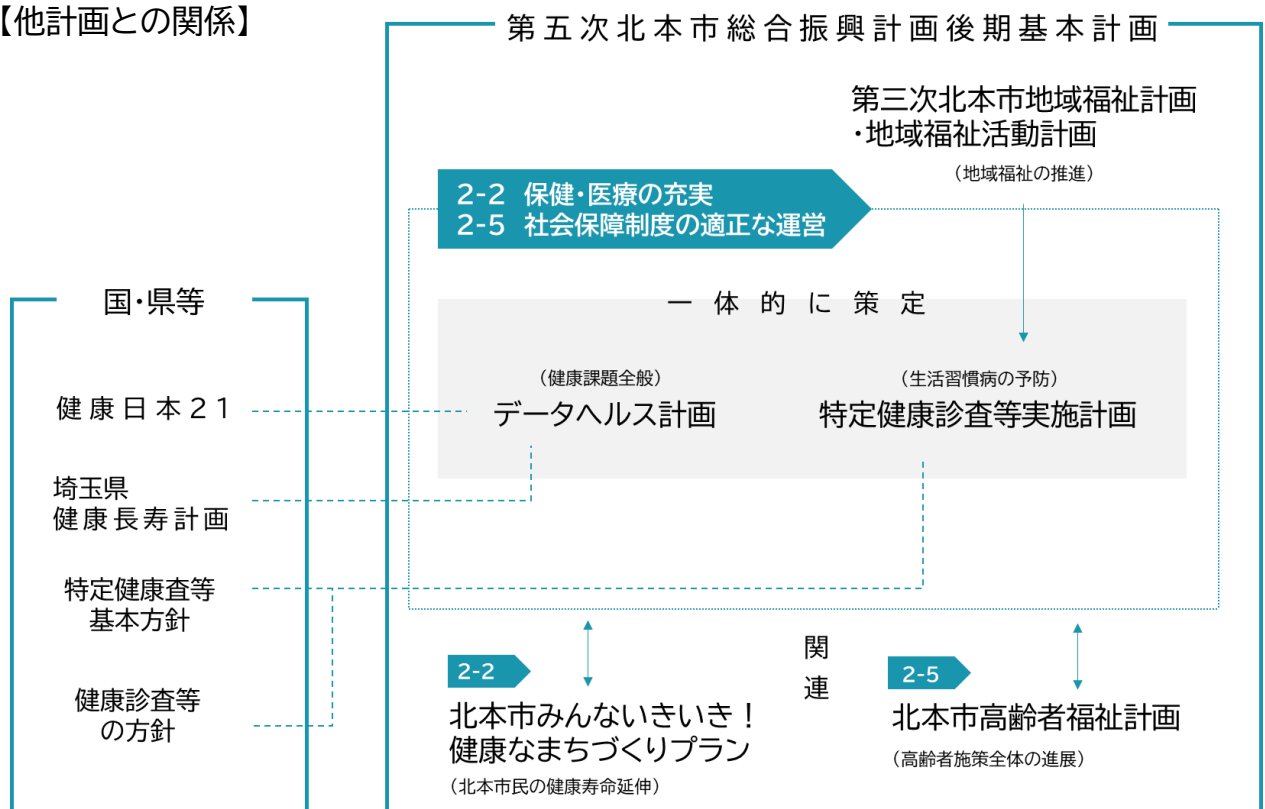 【他計画との関係】
第五次北本市総合振興計画後期基本計画
第三次北本市地域福祉計画
・地域福祉活動計画
（地域福祉の推進）
2-2 保健・医療の充実
2-5 社会保障制度の適正な運営
国・県等
一体的に策定
（健康課題全般）
データヘルス計画
（生活習慣病の予防）
特定健康診査等実施計画
健康日本21
埼玉県
健康長寿計画
特定健康査等
基本方針
健康診査等
の方針
関
連
2-2
北本市みんないきいき！
健康なまちづくりプラン
（北本市民の健康寿命延伸）
2-5
北本市高齢者福祉計画
（高齢者施策全体の進展）